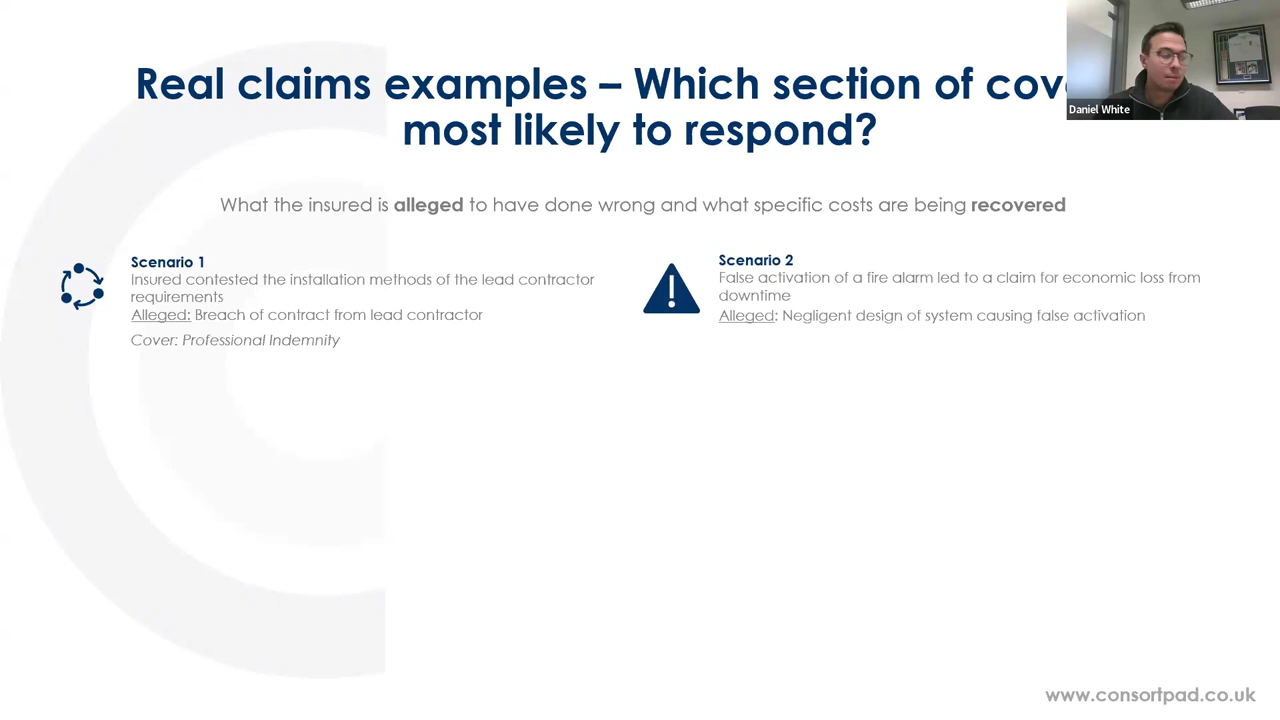 Real claims examples – Which section of cov
most likely to respond?
Daniel White
What the insured is alleged to have done wrong and what specific costs are being recovered
Scenario 1
Insured contested the installation methods of the lead contractor
requirements
Alleged: Breach of contract from lead contractor
Cover: Professional Indemnity
Scenario 2
False activation of a fire alarm led to a claim for economic loss from
downtime
Alleged: Negligent design of system causing false activation
www.consortpad.co.uk